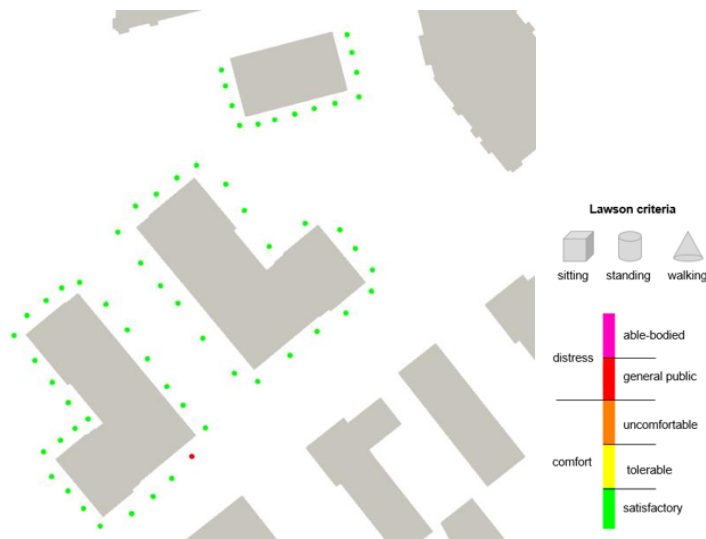 Lawson criteria
sitting standing walking
able-bodied
distress
general public
uncomfortable
comfort
tolerable
satisfactory